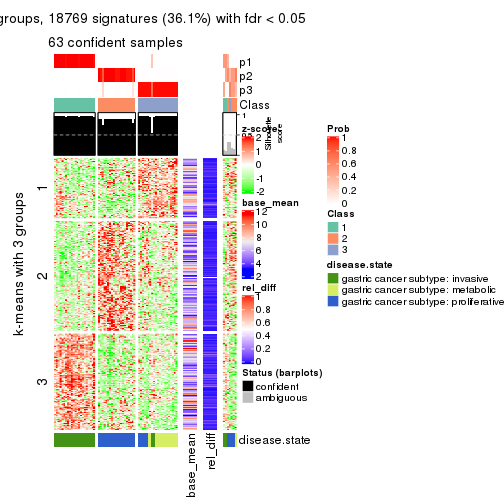 groups, 18769 signatures (36.1%) with fdr < 0.05
63 confident samples
p1
p2
p3
Class
1
Silhouette
score
z-score
2
1
0
-1
-2
base_mean
12
10
8
6
4
2
rel_diff
1
0.8
0.6
0.4
0.2
0
Status (barplots)
confident
ambiguous
Prob
1
0.8
0.6
0.4
0.2
0
Class
1
2
3
disease.state
gastric cancer subtype: invasive
gastric cancer subtype: metabolic
gastric cancer subtype: proliferative
k-means with 3 groups
1
2
3
disease.state
base_mean
rel_diff